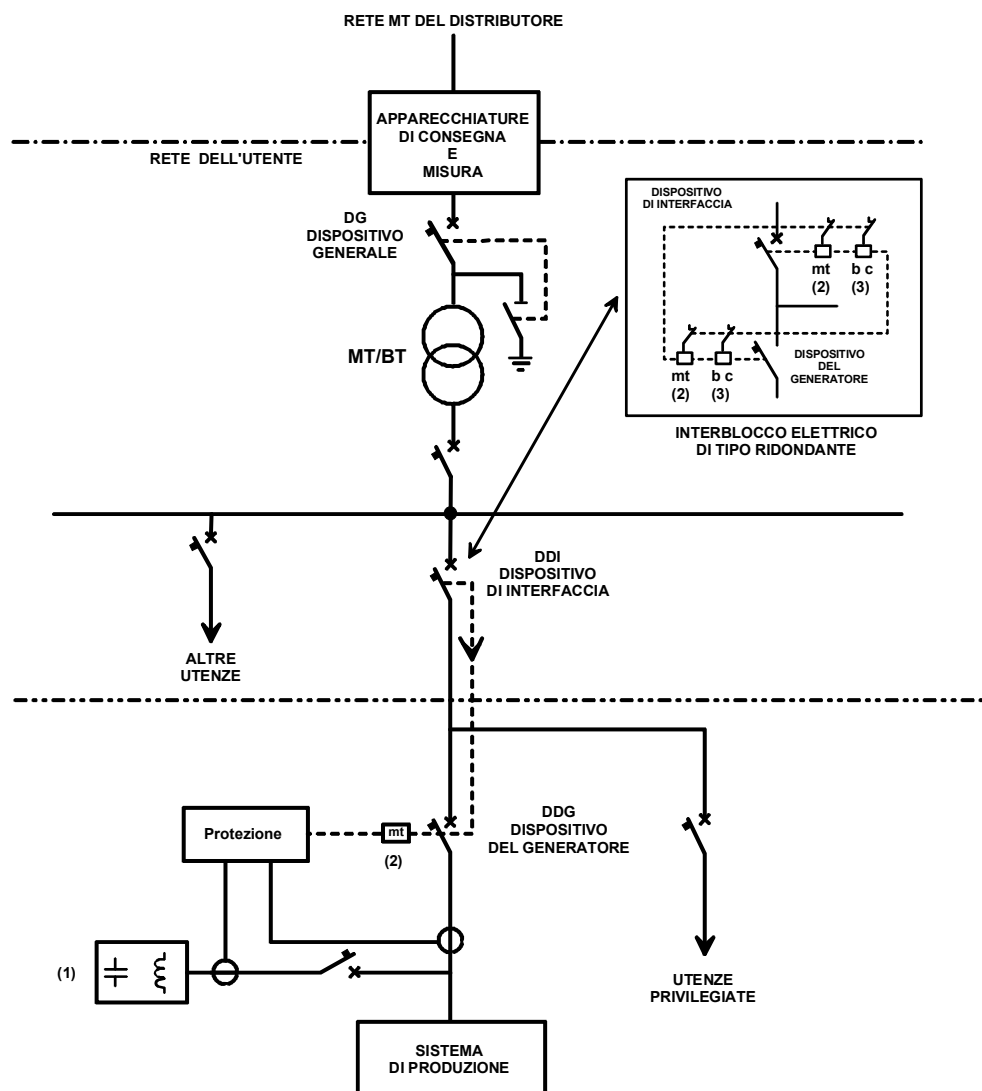 RETE MT DEL DISTRIBUTORE
APPARECCHIATURE
DI CONSEGNA
E
MISURA
RETE DELL'UTENTE
DG
DISPOSITIVO
GENERALE
MT/BT
DISPOSITIVO
DI INTERFACCIA
mt
(2)
b c
(3)
mt
(2)
b c
(3)
DISPOSITIVO
DEL
GENERATORE
INTERBLOCCO ELETTRICO
DI TIPO RIDONDANTE
DDI
DISPOSITIVO
DI INTERFACCIA
ALTRE
UTENZE
Protezione
mt
(2)
DDG
DISPOSITIVO
DEL GENERATORE
(1)
UTENZE
PRIVILEGIATE
SISTEMA
DI PRODUZIONE